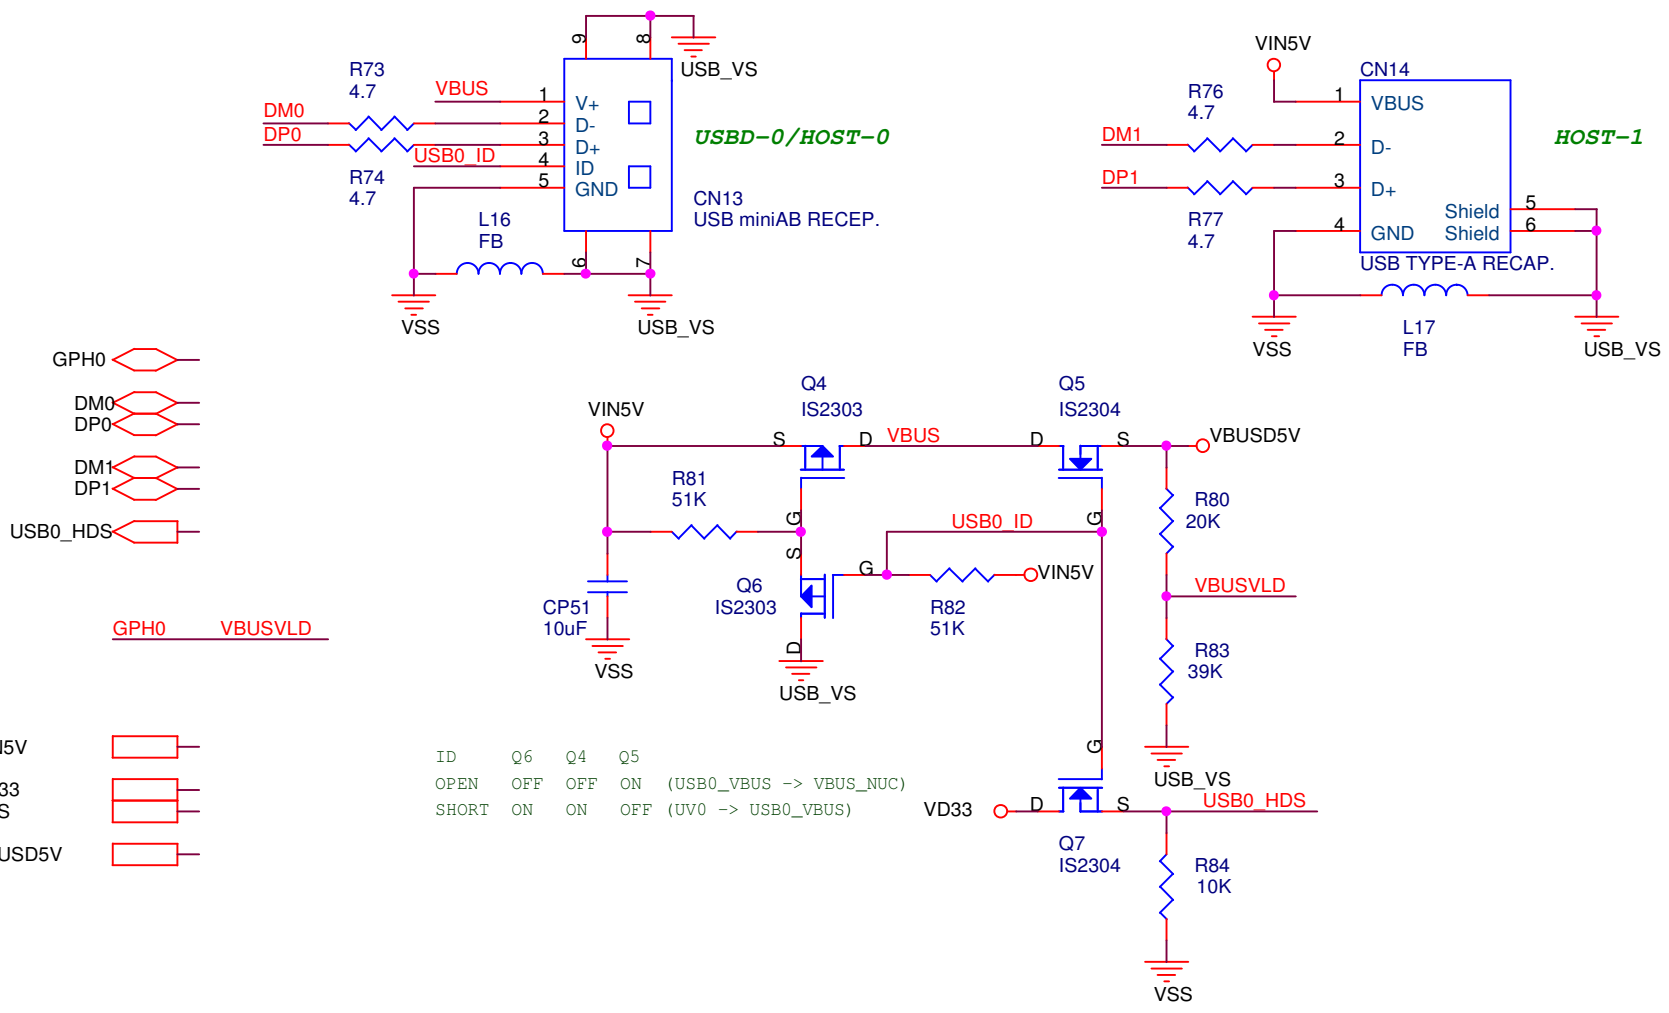 9
8
USB_VS
R73
4.7
VBUS
1
V+
DM0
2
D-
DP0
3
D+
USB0_ID
4
ID
5
GND
R74
4.7
USBD-0/HOST-0
CN13
USB miniAB RECEP.
L16
FB
6
7
VSS
USB_VS
VIN5V
CN14
1
VBUS
R76
4.7
DM1
2
D-
HOST-1
DP1
3
D+
R77
4.7
Shield
5
4
GND
Shield
6
USB TYPE-A RECAP.
VSS
L17
FB
USB_VS
GPH0
DM0
DP0
DM1
DP1
USB0_HDS
GPH0
VBUSVLD
N5V
33
S
USD5V
Q4
IS2303
Q5
IS2304
VIN5V
S
D
VBUS
D
S
VBUSD5V
R81
51K
G
USB0_ID
G
R80
20K
S
G
VIN5V
Q6
IS2303
R82
51K
VBUSVLD
CP51
10uF
D
VSS
USB_VS
R83
39K
USB_VS
ID Q6 Q4 Q5
OPEN OFF OFF ON (USB0_VBUS -> VBUS_NUC)
SHORT ON ON OFF (UV0 -> USB0_VBUS)
G
VD33
D
S
USB0_HDS
Q7
IS2304
R84
10K
VSS